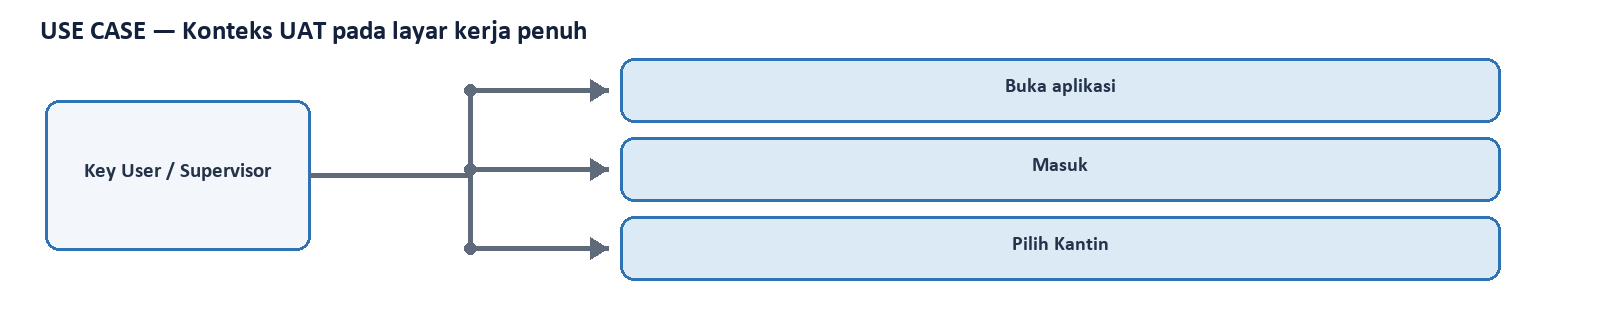 USE CASE — Konteks UAT pada layar kerja penuh
Key User / Supervisor
Buka aplikasi
Masuk
Pilih Kantin